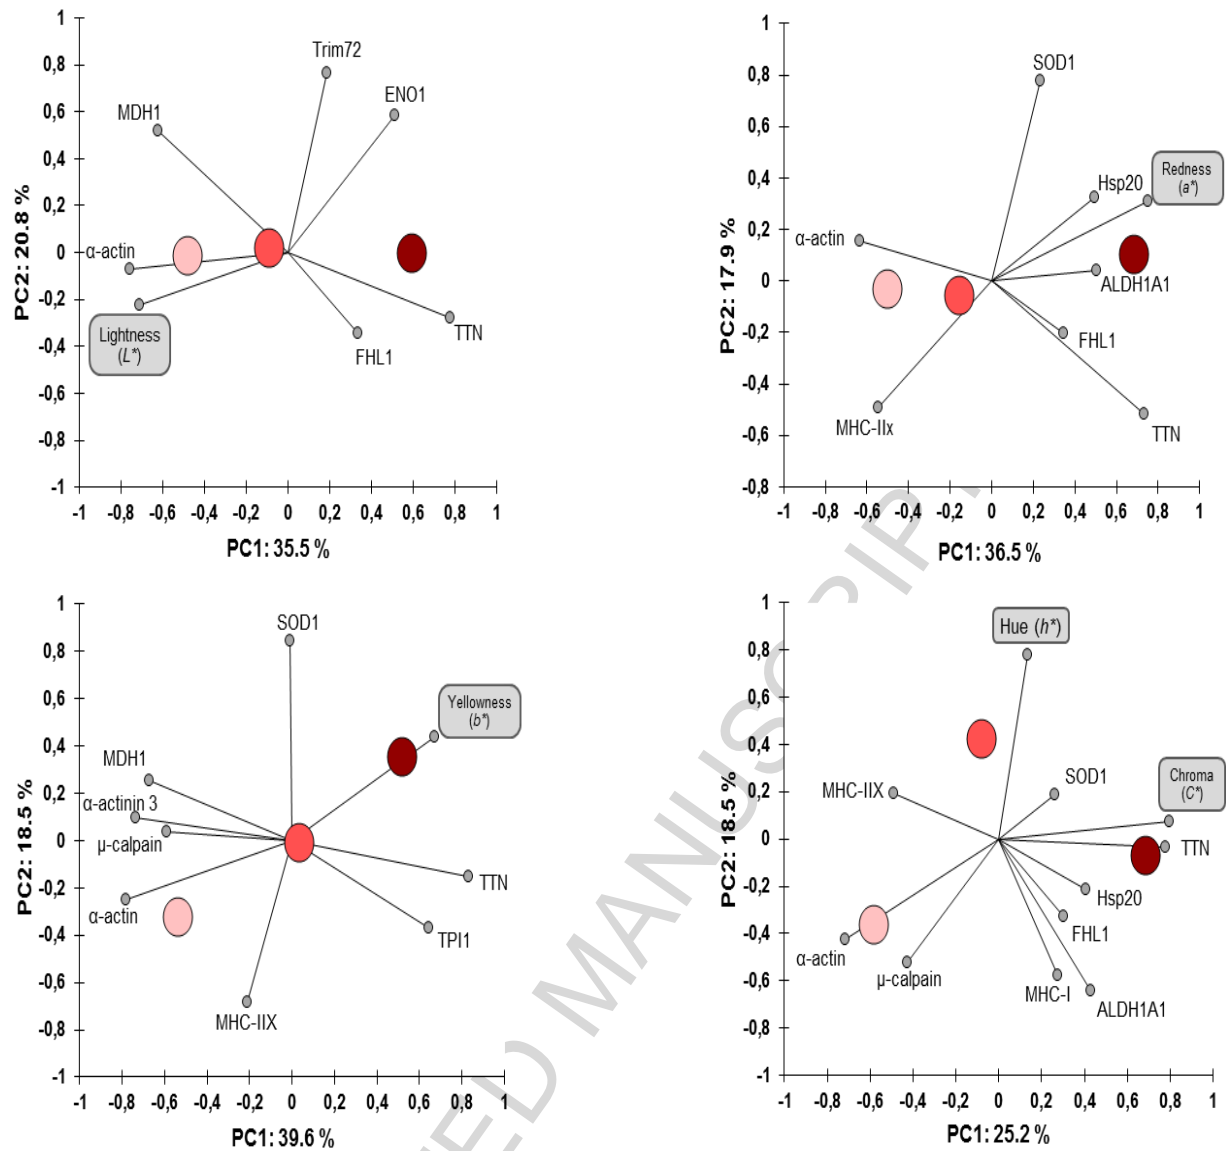 1
0,8
0,6
0,4
0,2
0
-0,2
-0,4
-0,6
-0,8
-1
-1 -0,8 -0,6 -0,4 -0,2 0 0,2 0,4 0,6 0,8 1
PC2: 20.8 %
PC1: 35.5 %
Trim72
ENO1
MDH1
α-actin
Lightness
(L*)
FHL1
TTN
1
0,8
0,6
0,4
0,2
0
-0,2
-0,4
-0,6
-0,8
-1 -0,8 -0,6 -0,4 -0,2 0 0,2 0,4 0,6 0,8 1
PC2: 17.9 %
PC1: 36.5 %
SOD1
Hsp20
Redness
(a*)
α-actin
ALDH1A1
FHL1
MHC-IIx
TTN
1
0,8
0,6
0,4
0,2
0
-0,2
-0,4
-0,6
-0,8
-1
-1 -0,8 -0,6 -0,4 -0,2 0 0,2 0,4 0,6 0,8 1
PC2: 18.5 %
PC1: 39.6 %
SOD1
Yellowness
(b*)
MDH1
α-actinin 3
µ-calpain
α-actin
TTN
TPI1
MHC-IIX
1
0,8
0,6
0,4
0,2
0
-0,2
-0,4
-0,6
-0,8
-1
-1 -0,8 -0,6 -0,4 -0,2 0 0,2 0,4 0,6 0,8 1
PC2: 18.5 %
PC1: 25.2 %
Hue (h*)
SOD1
Chroma
(C*)
MHC-IIX
TTN
Hsp20
FHL1
α-actin
µ-calpain
MHC-I
ALDH1A1